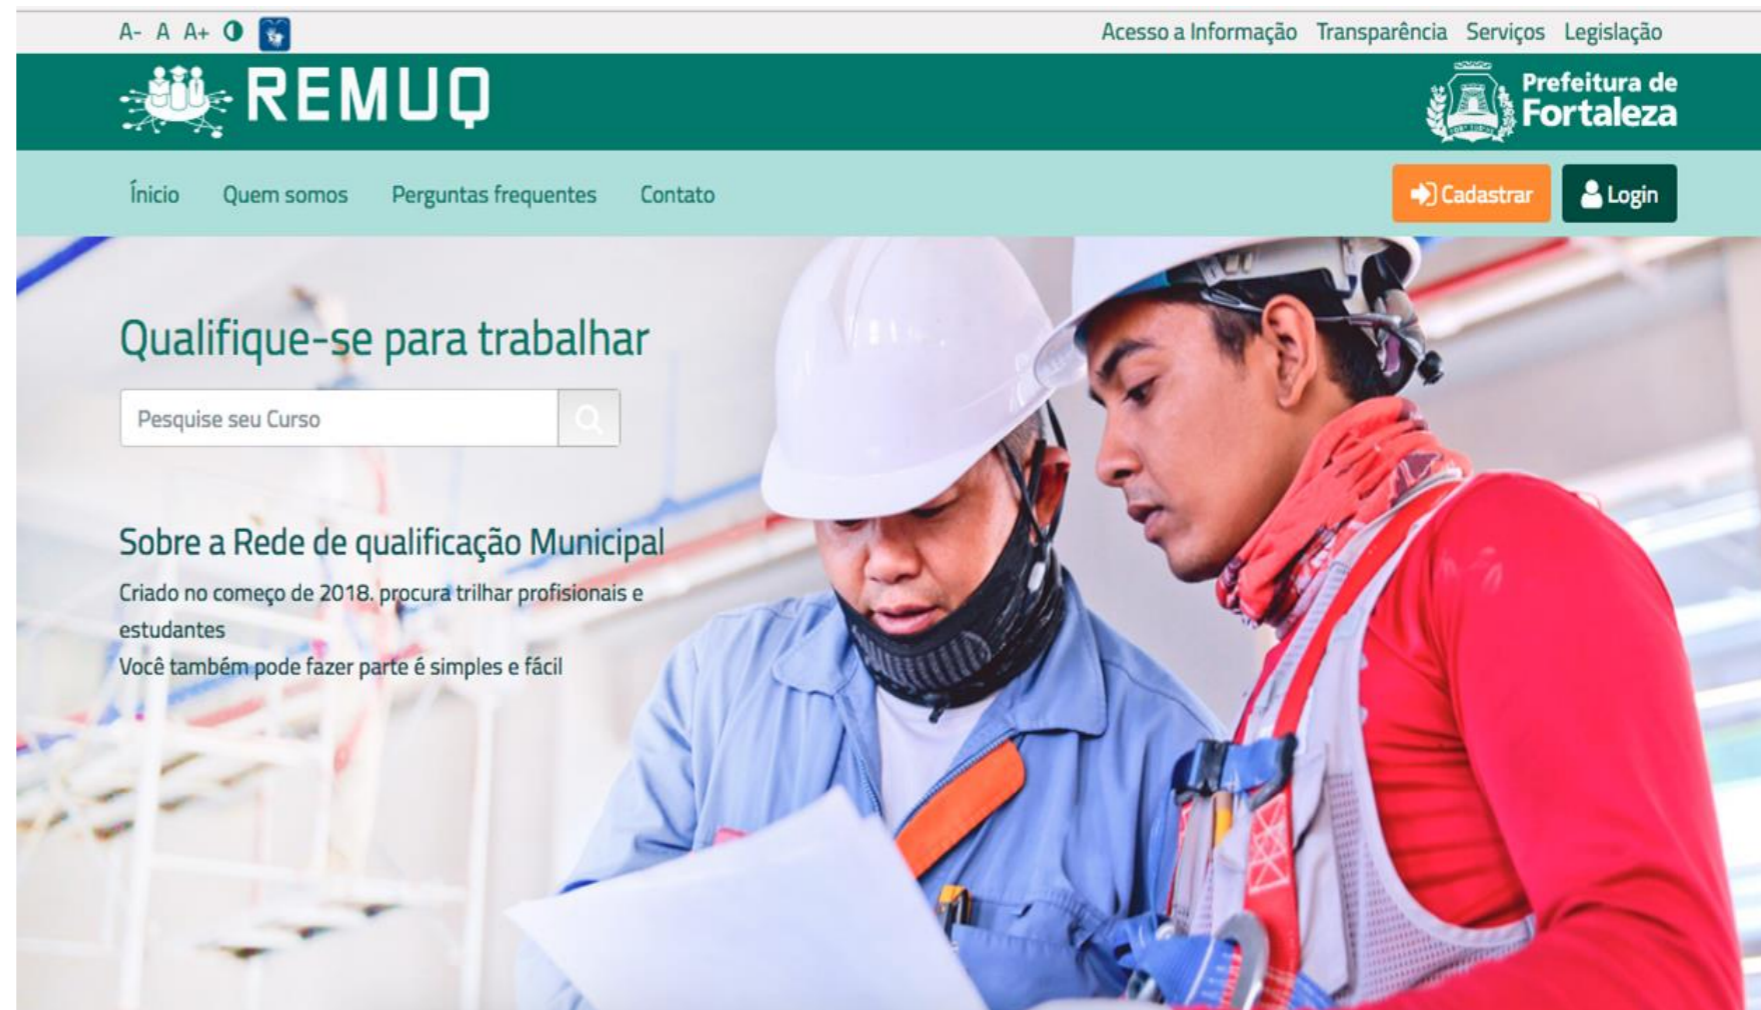 A- A A+
Acesso a Informação Transparência Serviços Legislação
REMUQ
Prefeitura de
Fortaleza
Ínicio Quem somos Perguntas frequentes Contato
Cadastrar Login
Qualifique-se para trabalhar
Pesquise seu Curso
Sobre a Rede de qualificação Municipal
Criado no começo de 2018. procura trilhar profisionais e
estudantes
Você também pode fazer parte é simples e fácil